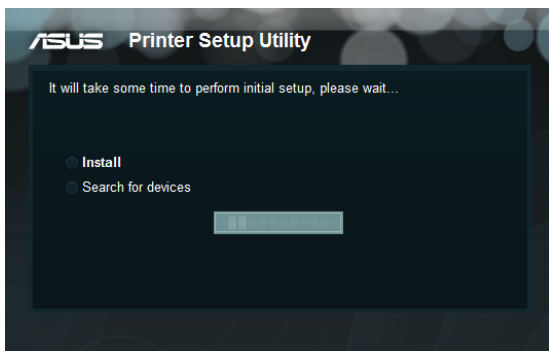 ASUS Printer Setup Utility
It will take some time to perform initial setup, please wait...
Install
Search for devices